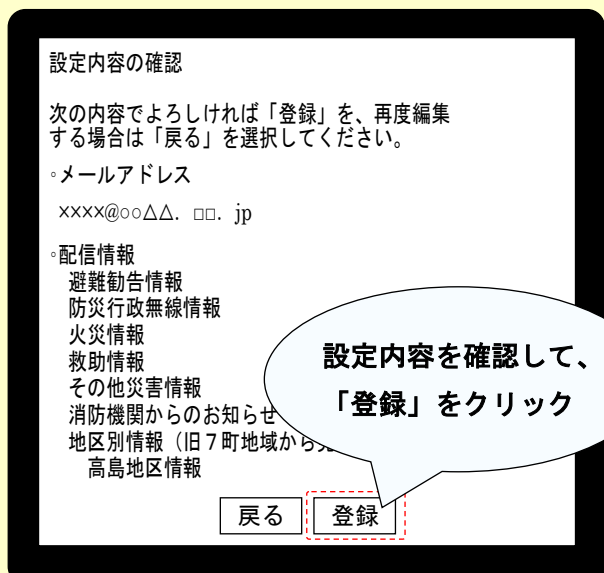 設定内容の確認
次の内容でよろしければ「登録」を、再度編集
する場合は「戻る」を選択してください。
◦メールアドレス
××××@○○△△. □□. jp
◦配信情報
避難勧告情報
防災行政無線情報
火災情報
救助情報
その他災害情報
消防機関からのお知らせ
地区別情報（旧７町地域から
高島地区情報
設定内容を確認して、
「登録」をクリック
戻る
登録